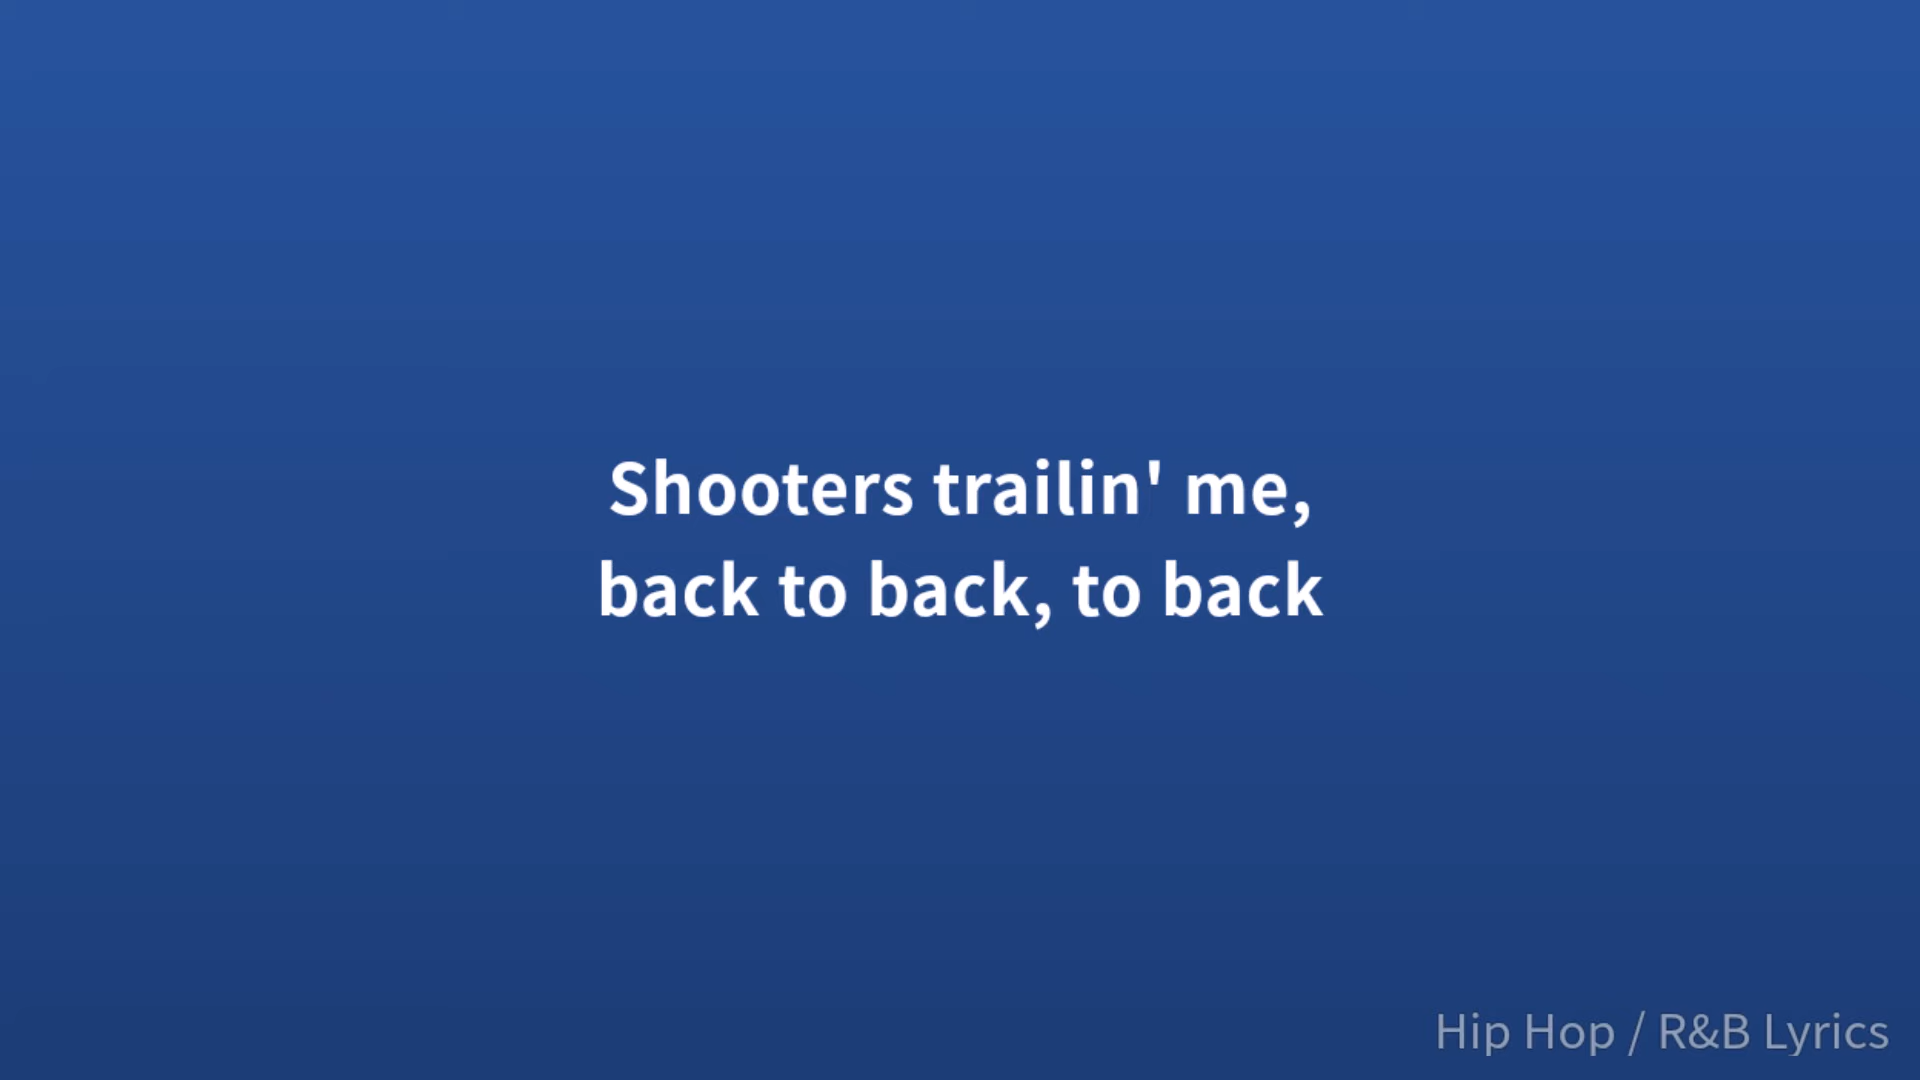 Shooters trailin' me,
back to back, to back
Hip Hop / R&B Lyrics